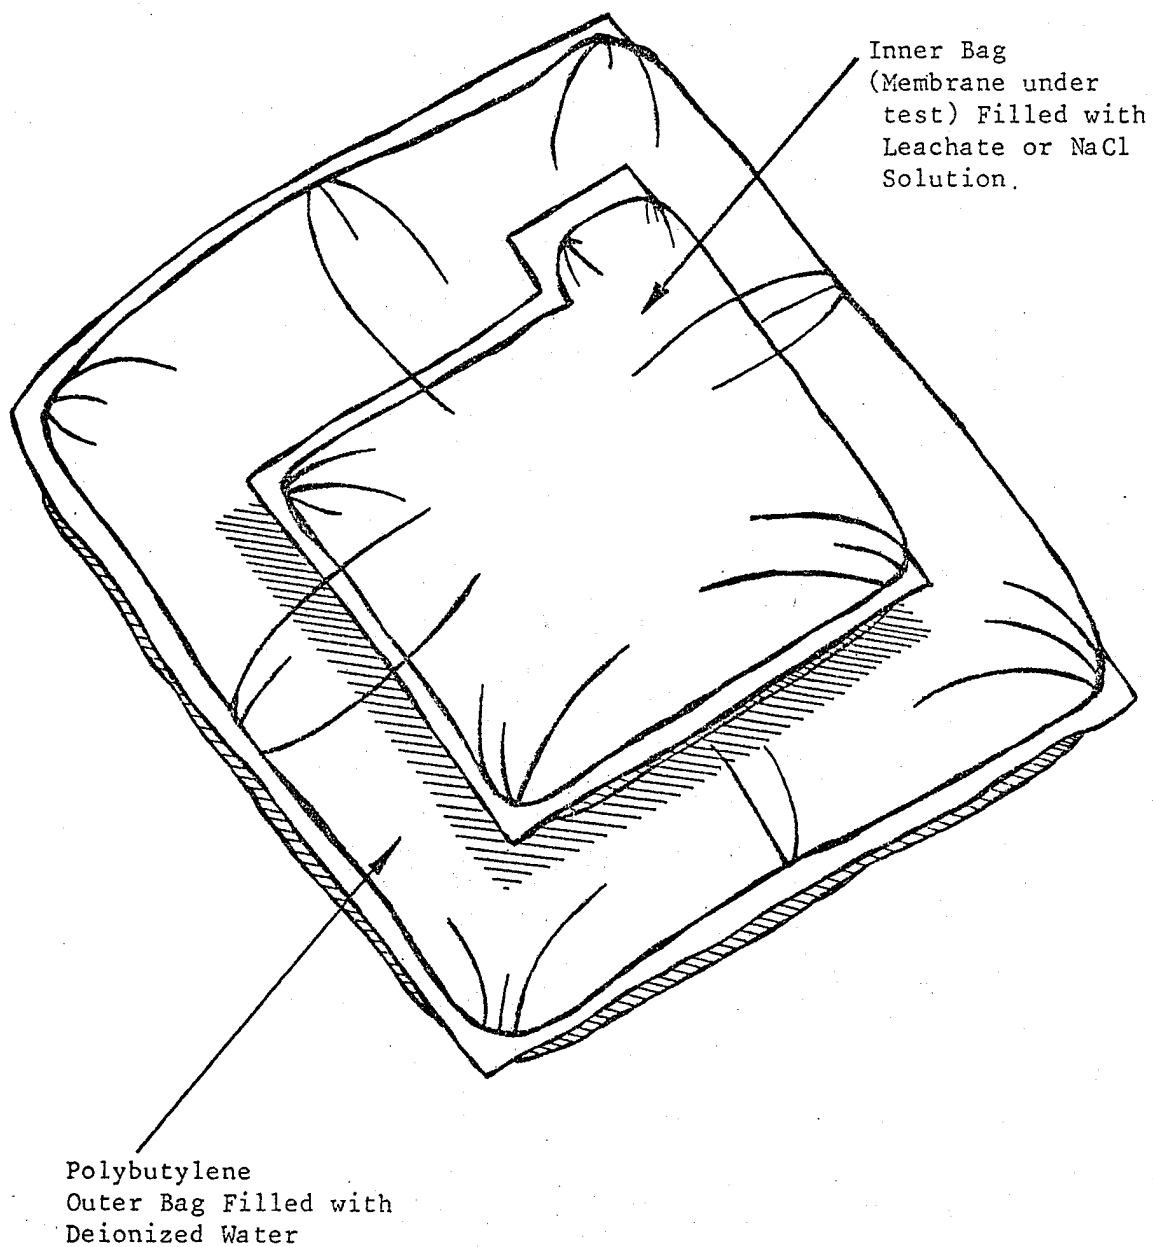 Inner Bag
(Membrane under
test) Filled with
Leachate or NaCl
Solution.
Polybutylene
Outer Bag Filled with
Deionized Water